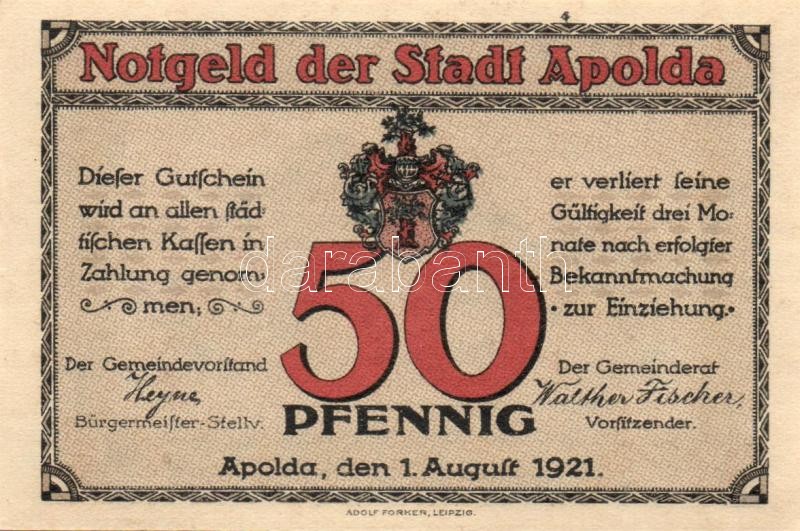 4
Notgeld der Stadt Apolda
Dieſer Gutſchein
wird an allen ſtäd-
tiſchen Kaſſen in
Zahlung genom-
men;
er verliert ſeine
Gültigkeit drei Mo-
nate nach erfolgter
Bekanntmachung
· zur Einziehung. ·
darabanth
50
PFENNIG
Der Gemeindevorſtand
Heyne
Bürgermeiſter-Stellv.
Der Gemeinderat
Walther Fischer,
Vorſitzender.
Apolda, den 1. Auguſt 1921.
ADOLF FORKER, LEIPZIG.